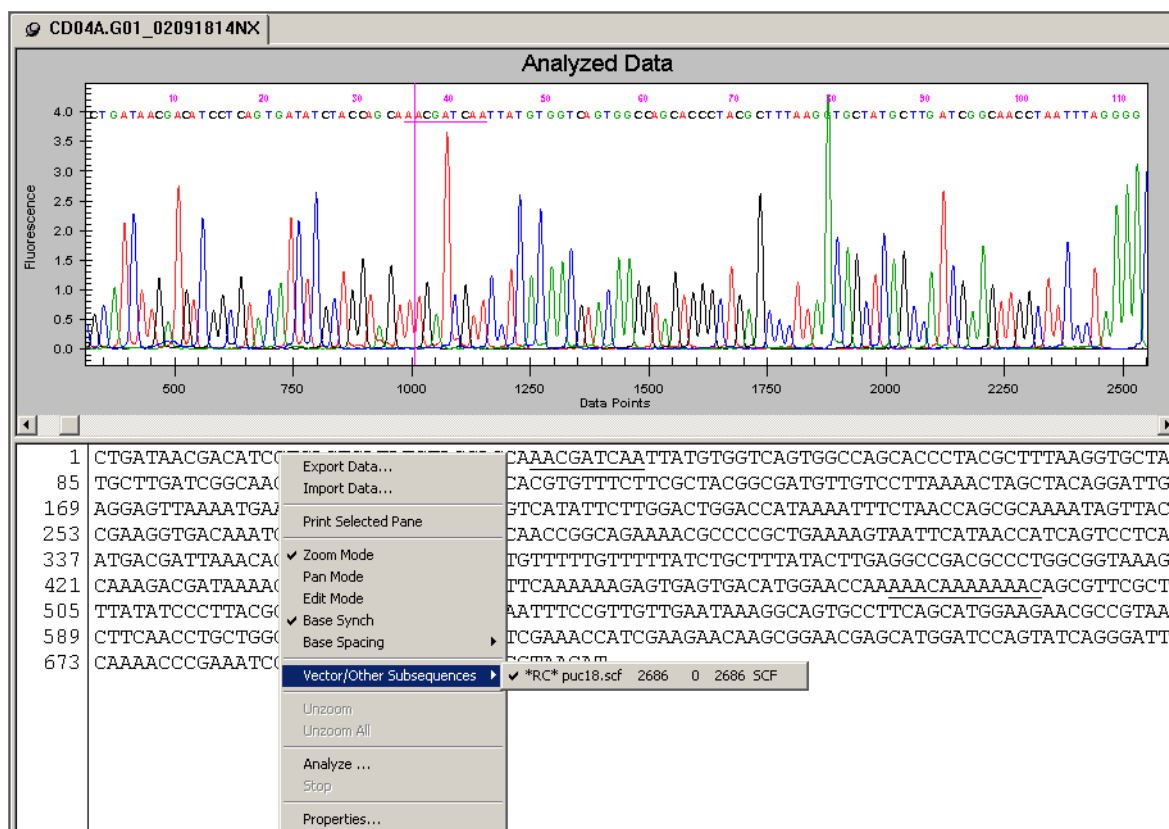 CD04A.G01_02091814NX
Analyzed Data
10 20 30 40 50 60 70 80 90 100 110
CTGATAACGACATCCTCAGTGATATCTACCAGCAAACGATCAATTATGTGGTCAGTGGCCAGCACCCTACGCTTTAAGGTGCTATGCTTGATCGGCAACCTAATTTAGGGG
4.0
3.5
3.0
2.5
2.0
1.5
1.0
0.5
0.0
Fluorescence
500 750 1000 1250 1500 1750 2000 2250 2500
Data Points
1 CTGATAACGACATCC CAAACGATCAATTATGTGGTCAGTGGCCAGCACCCTACGCTTTAAGGTGCTA
85 TGCTTGATCGGCAAC CACGTGTTTCTTCGCTACGGCGATGTTGTCCTTAAAACTAGCTACAGGATTG
169 AGGAGTTAAAATGAA GTCATATTCTTGGACTGGACCATAAAATTTCTAACCAGCGCAAAATAGTTAC
253 CGAAGGTGACAAATG CAACCGGCAGAAAACGCCCCGCTGAAAAGTAATTCATAACCATCAGTCCTCA
337 ATGACGATTAAACAG TGTTTTTGTTTTTATCTGCTTTATACTTGAGGCCGACGCCCTGGCGGTAAAG
421 CAAAGACGATAAAAG TTCAAAAAAGAGTGAGTGACATGGAACCAAAAACAAAAAAACAGCGTTCGCT
505 TTATATCCCTTACGG AATTTCCGTTGTTGAATAAAGGCAGTGCCTTCAGCATGGAAGAACGCCGTAA
589 CTTCAACCTGCTGGG TCGAAACCATCGAAGAACAAGCGGAACGAGCATGGATCCAGTATCAGGGATT
673 CAAAACCCGAAATCC
Export Data...
Import Data...
Print Selected Pane
Zoom Mode
Pan Mode
Edit Mode
Base Synch
Base Spacing
Vector/Other Subsequences
*RC* puc18.scf 2686 0 2686 SCF
Unzoom
Unzoom All
Analyze ...
Stop
Properties...